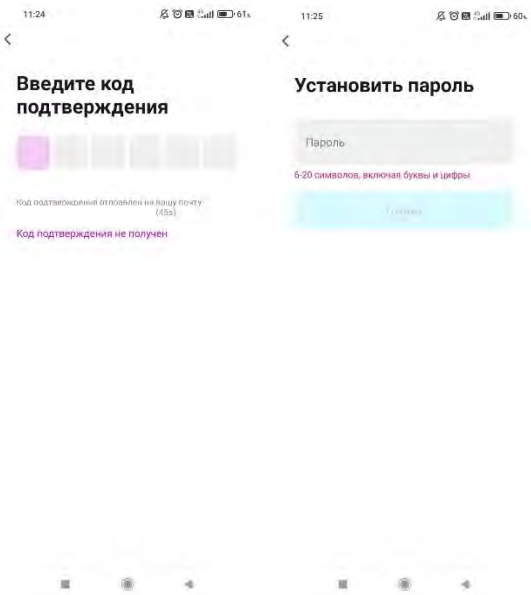 11:24
61%
Введите код
подтверждения
Код подтверждения отправлен на вашу почту
(45s)
Код подтверждения не получен
11:25
60%
Установить пароль
Пароль
6-20 символов, включая буквы и цифры